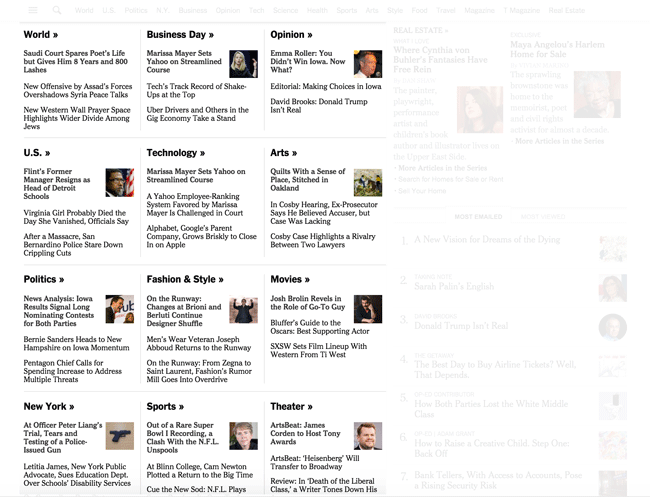 World U.S. Politics N.Y. Business Opinion Tech Science Health Sports Arts Style Food Travel Magazine T Magazine Real Estate
World »
Saudi Court Spares Poet's Life
but Gives Him 8 Years and 800
Lashes
New Offensive by Assad's Forces
Overshadows Syria Peace Talks
New Western Wall Prayer Space
Highlights Wider Divide Among
Jews
Business Day »
Marissa Mayer Sets
Yahoo on Streamlined
Course
Tech's Track Record of Shake-
Ups at the Top
Uber Drivers and Others in the
Gig Economy Take a Stand
Opinion »
Emma Roller: You
Didn't Win Iowa. Now
What?
Editorial: Making Choices in Iowa
David Brooks: Donald Trump
Isn't Real
U.S. »
Flint's Former
Manager Resigns as
Head of Detroit
Schools
Virginia Girl Probably Died the
Day She Vanished, Officials Say
After a Massacre, San
Bernardino Police Stare Down
Crippling Cuts
Technology »
Marissa Mayer Sets Yahoo on
Streamlined Course
A Yahoo Employee-Ranking
System Favored by Marissa
Mayer Is Challenged in Court
Alphabet, Google's Parent
Company, Grows Briskly to Close
In on Apple
Arts »
Quilts With a Sense of
Place, Stitched in
Oakland
In Cosby Hearing, Ex-Prosecutor
Says He Believed Accuser, but
Case Was Lacking
Cosby Case Highlights a Rivalry
Between Two Lawyers
Politics »
News Analysis: Iowa
Results Signal Long
Nominating Contests
for Both Parties
Bernie Sanders Heads to New
Hampshire on Iowa Momentum
Pentagon Chief Calls for
Spending Increase to Address
Multiple Threats
Fashion & Style »
On the Runway:
Changes at Brioni and
Berluti Continue
Designer Shuffle
Men's Wear Veteran Joseph
Abboud Returns to the Runway
On the Runway: From Zegna to
Saint Laurent, Fashion's Rumor
Mill Goes Into Overdrive
Movies »
Josh Brolin Revels in
the Role of Go-To Guy
Bluffer's Guide to the
Oscars: Best Supporting Actor
SXSW Sets Film Lineup With
Western From Ti West
New York »
At Officer Peter Liang's
Trial, Tears and
Testing of a Police-
Issued Gun
Letitia James, New York Public
Advocate, Sues Education Dept.
Over Schools' Disability Services
Sports »
Out of a Rare Super
Bowl I Recording, a
Clash With the N.F.L.
Unspools
At Blinn College, Cam Newton
Plotted a Return to the Big Time
Cue the New Sod: N.F.L. Plays
Theater »
ArtsBeat: James
Corden to Host Tony
Awards
ArtsBeat: 'Heisenberg' Will
Transfer to Broadway
Review: In 'Death of the Liberal
Class,' a Writer Tones Down His
REAL ESTATE »
Where Cynthia von
Buhler's Fantasies Have
Free Rein
The painter,
playwright,
performance
artist and
children's book
author and illustrator lives on
the Upper East Side.
• More Articles in the Series
• Search for Homes for Sale or Rent
• Sell Your Home
Maya Angelou's Harlem
Home for Sale
The sprawling
brownstone was
home to the
memoirist, poet
and civil rights
activist for almost a decade.
• More Articles in the Series
MOST EMAILED
MOST VIEWED
1. A New Vision for Dreams of the Dying
2.
Sarah Palin's English
3. DAVID BROOKS
Donald Trump Isn't Real
4.
The Best Day to Buy Airline Tickets? Well,
That Depends.
5. OP-ED CONTRIBUTOR
How Both Parties Lost the White Middle
Class
6.
How to Raise a Creative Child. Step One:
Back Off
7. Bank Tellers, With Access to Accounts, Pose
a Rising Security Risk